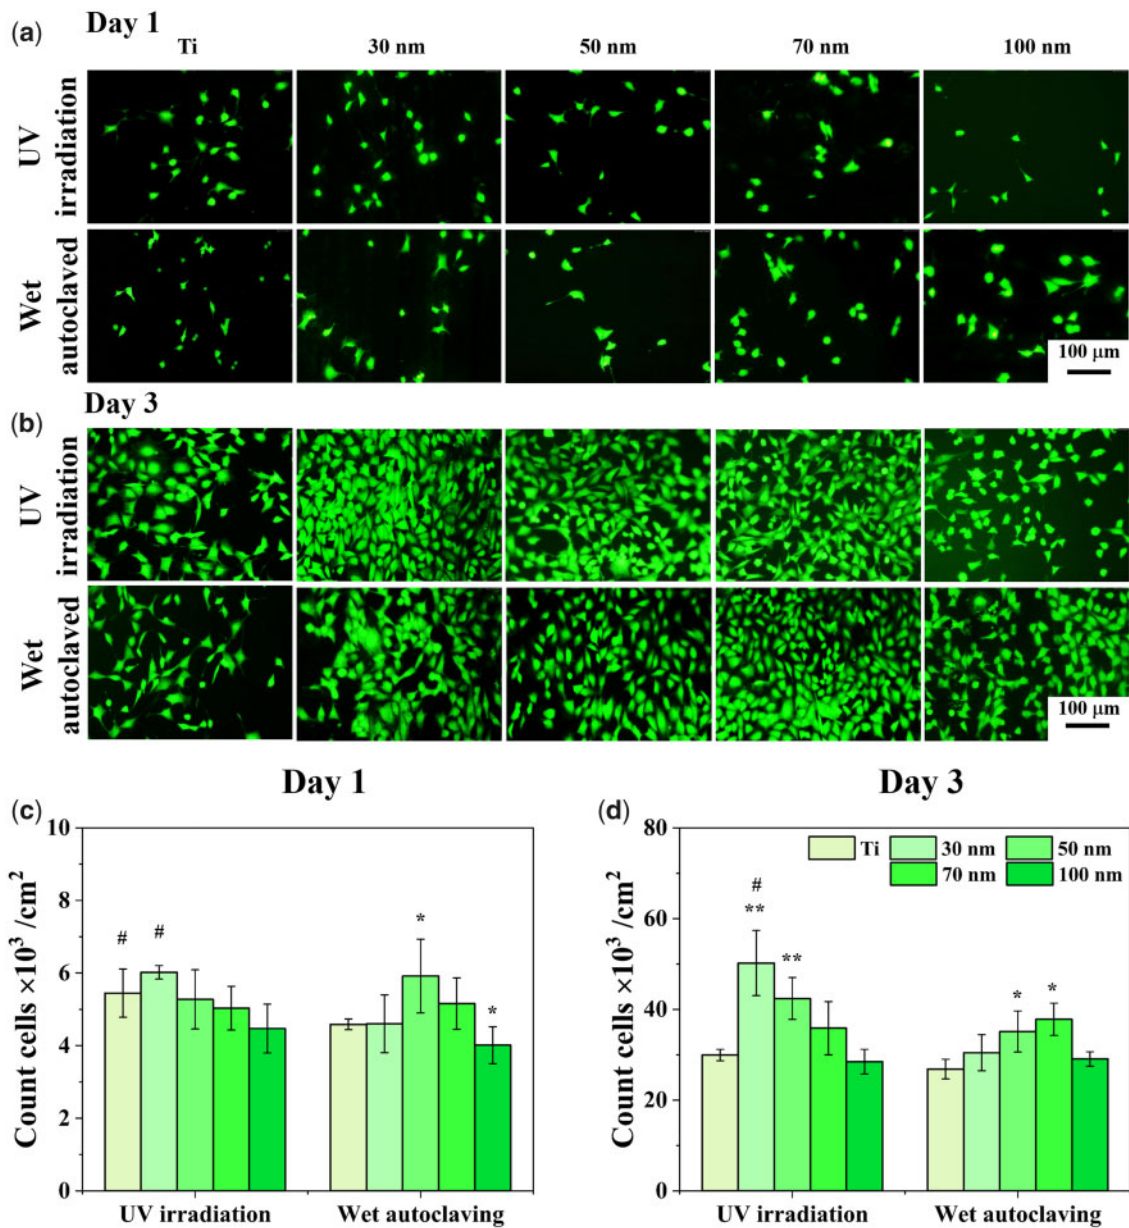 (a) Day 1
Ti 30 nm 50 nm 70 nm 100 nm
UV
irradiation
Wet
autoclaved
100 μm
(b) Day 3
UV
irradiation
Wet
autoclaved
100 μm
Day 1
(c)
Count cells ×10³ /cm²
10
8
6
4
2
0
# # * *
UV irradiation Wet autoclaving
Day 3
(d)
Count cells ×10³ /cm²
80
60
40
20
0
Ti 30 nm 50 nm
70 nm 100 nm
#
** ** * *
UV irradiation Wet autoclaving